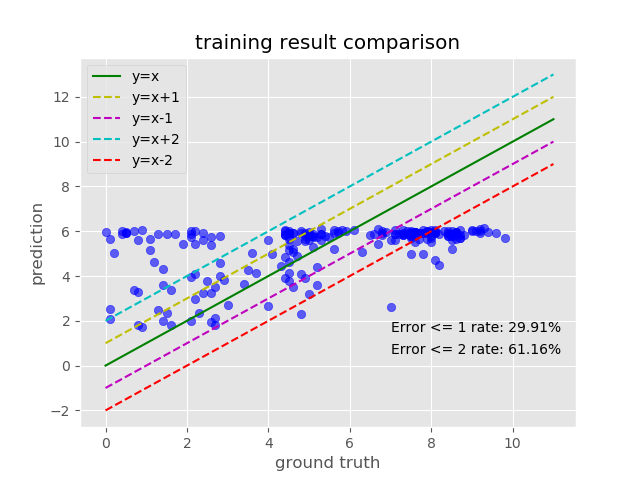 training result comparison
y=x
y=x+1
y=x-1
y=x+2
y=x-2
12
10
8
6
4
2
0
−2
prediction
Error <= 1 rate: 29.91%
Error <= 2 rate: 61.16%
0 2 4 6 8 10
ground truth